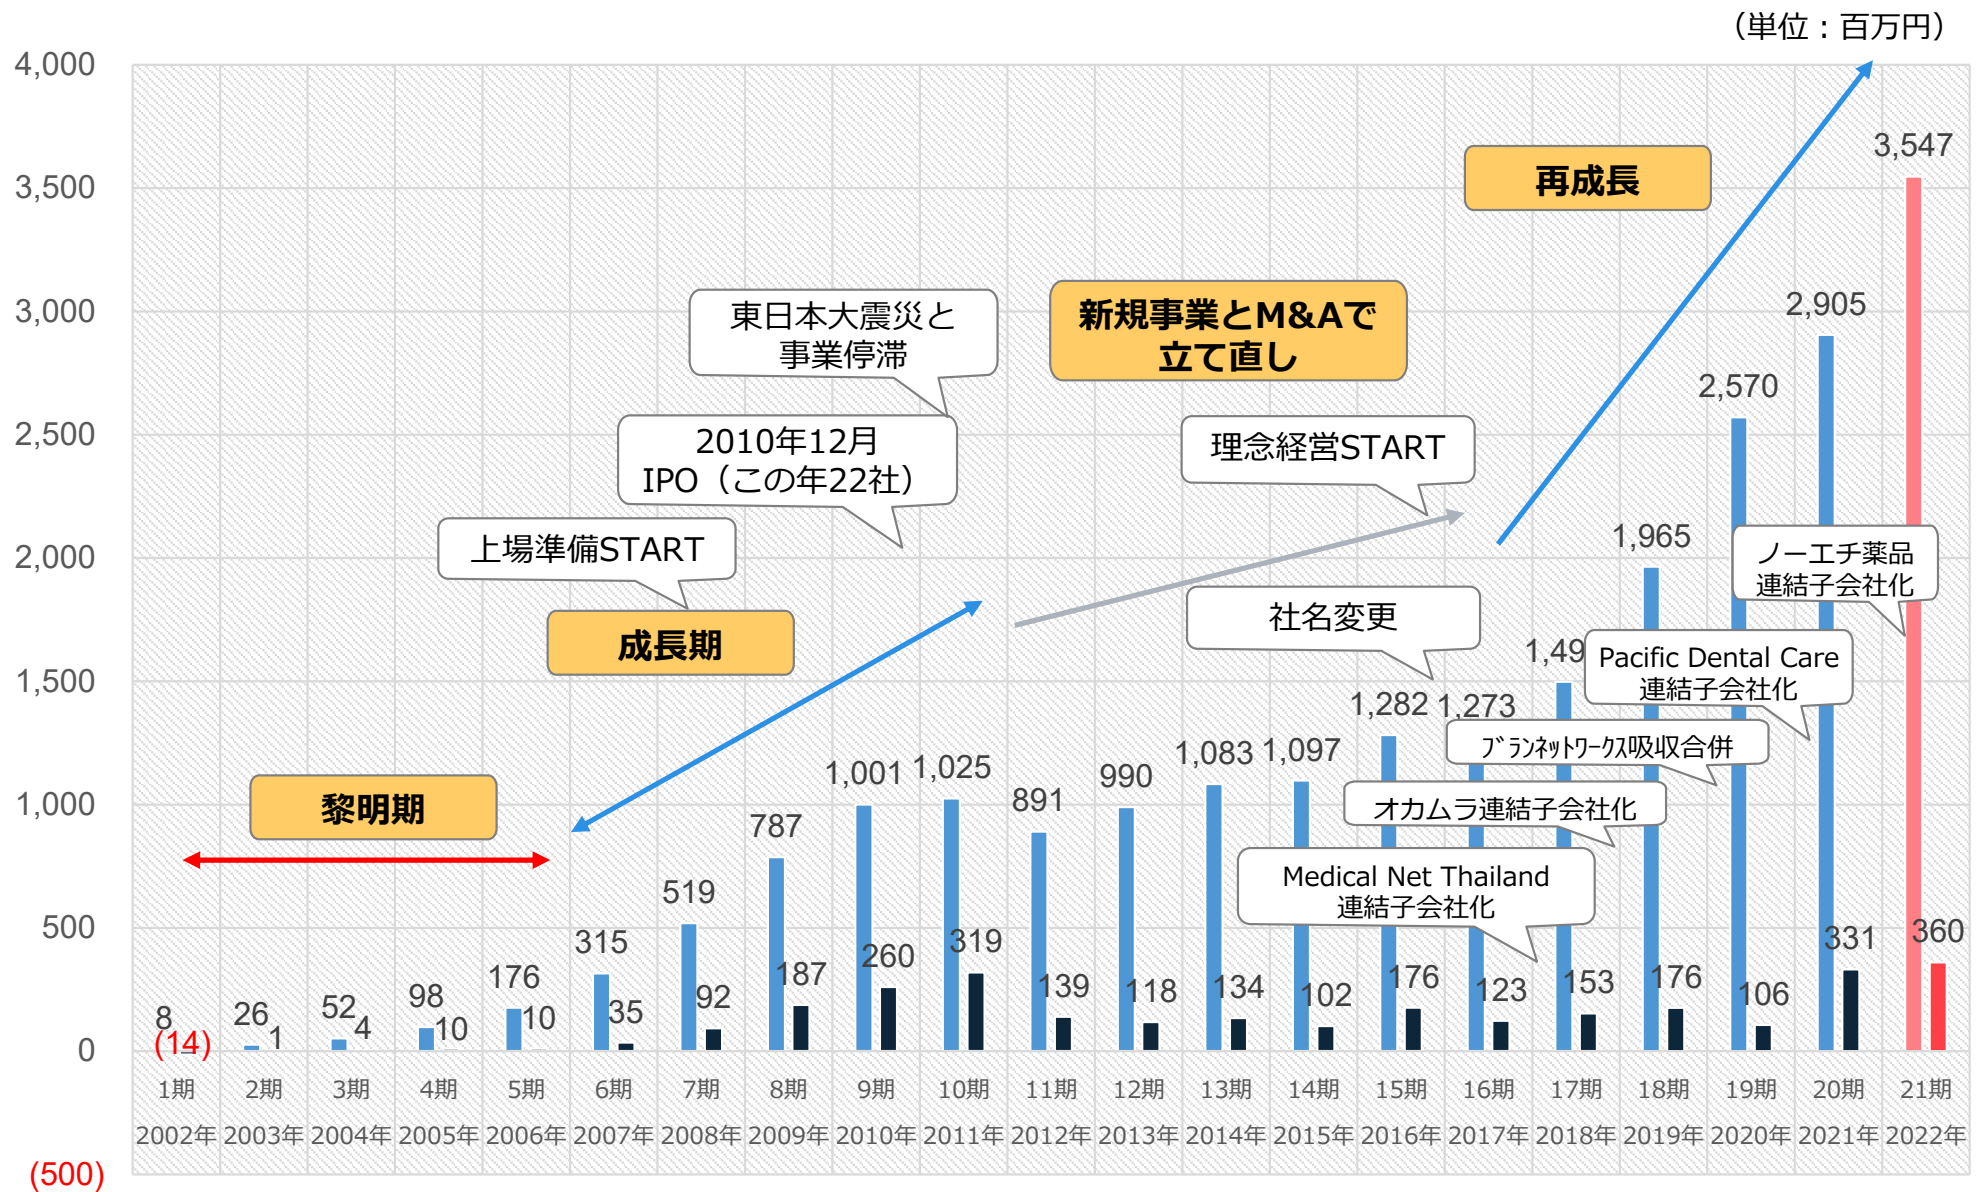 （単位：百万円）
4,000
3,500
3,000
2,500
2,000
1,500
1,000
500
0
(500)
再成長
新規事業とM&Aで
立て直し
成長期
黎明期
東日本大震災と
事業停滞
2010年12月
IPO（この年22社）
上場準備START
理念経営START
社名変更
ノーエチ薬品
連結子会社化
Pacific Dental Care
連結子会社化
ﾌﾞﾗﾝﾈｯﾄﾜｰｸｽ吸収合併
オカムラ連結子会社化
Medical Net Thailand
連結子会社化
8
26
52
98
176
315
519
787
1,001
1,025
891
990
1,083
1,097
1,282
1,273
1,49
1,965
2,570
2,905
3,547
(14)
1
4
10
10
35
92
187
260
319
139
118
134
102
176
123
153
176
106
331
360
1期 2期 3期 4期 5期 6期 7期 8期 9期 10期 11期 12期 13期 14期 15期 16期 17期 18期 19期 20期 21期
2002年 2003年 2004年 2005年 2006年 2007年 2008年 2009年 2010年 2011年 2012年 2013年 2014年 2015年 2016年 2017年 2018年 2019年 2020年 2021年 2022年